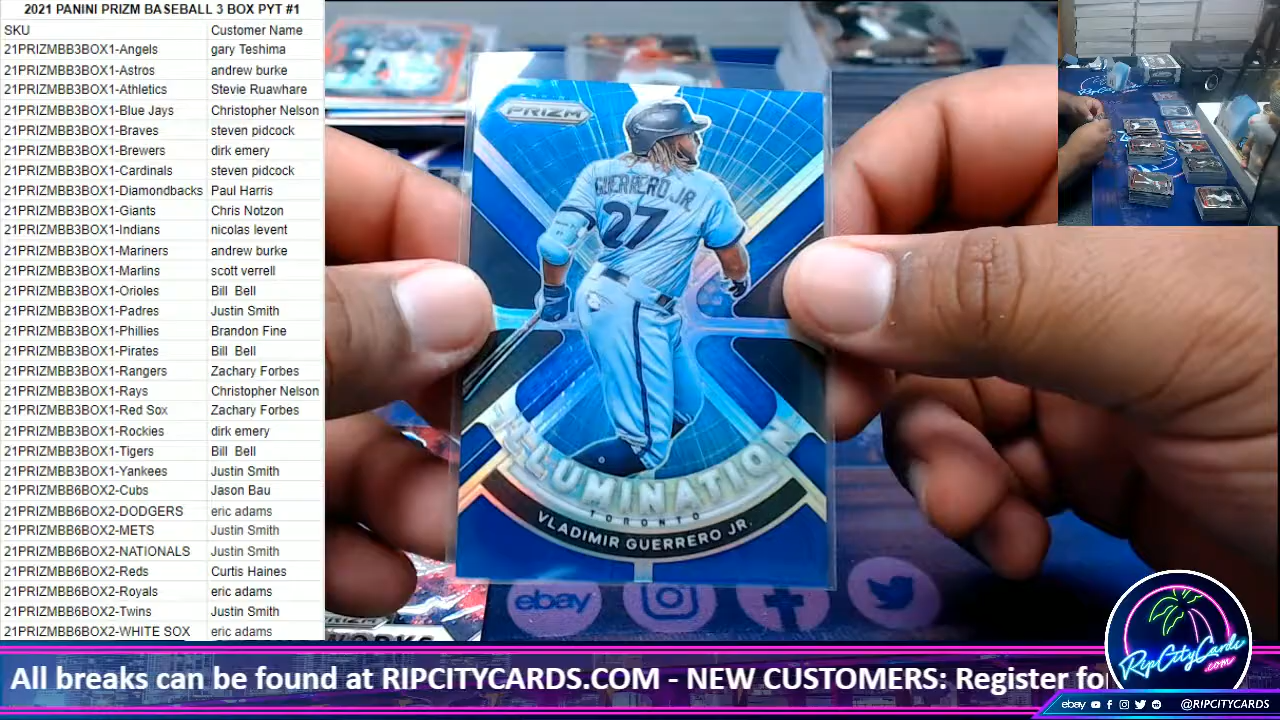 2021 PANINI PRIZM BASEBALL 3 BOX PYT #1
SKU Customer Name
21PRIZMBB3BOX1-Angels gary Teshima
21PRIZMBB3BOX1-Astros andrew burke
21PRIZMBB3BOX1-Athletics Stevie Ruawhare
21PRIZMBB3BOX1-Blue Jays Christopher Nelson
21PRIZMBB3BOX1-Braves steven pidcock
21PRIZMBB3BOX1-Brewers dirk emery
21PRIZMBB3BOX1-Cardinals steven pidcock
21PRIZMBB3BOX1-Diamondbacks Paul Harris
21PRIZMBB3BOX1-Giants Chris Notzon
21PRIZMBB3BOX1-Indians nicolas levent
21PRIZMBB3BOX1-Mariners andrew burke
21PRIZMBB3BOX1-Marlins scott verrell
21PRIZMBB3BOX1-Orioles Bill Bell
21PRIZMBB3BOX1-Padres Justin Smith
21PRIZMBB3BOX1-Phillies Brandon Fine
21PRIZMBB3BOX1-Pirates Bill Bell
21PRIZMBB3BOX1-Rangers Zachary Forbes
21PRIZMBB3BOX1-Rays Christopher Nelson
21PRIZMBB3BOX1-Red Sox Zachary Forbes
21PRIZMBB3BOX1-Rockies dirk emery
21PRIZMBB3BOX1-Tigers Bill Bell
21PRIZMBB3BOX1-Yankees Justin Smith
21PRIZMBB6BOX2-Cubs Jason Bau
21PRIZMBB6BOX2-DODGERS eric adams
21PRIZMBB6BOX2-METS Justin Smith
21PRIZMBB6BOX2-NATIONALS Justin Smith
21PRIZMBB6BOX2-Reds Curtis Haines
21PRIZMBB6BOX2-Royals eric adams
21PRIZMBB6BOX2-Twins Justin Smith
21PRIZMBB6BOX2-WHITE SOX eric adams
PRIZM
GUERRERO JR.
27
ILLUMINATION
TORONTO
VLADIMIR GUERRERO JR.
ebay
All breaks can be found at RIPCITYCARDS.COM - NEW CUSTOMERS: Register fo
RipCityCards
.com
ebay @RIPCITYCARDS